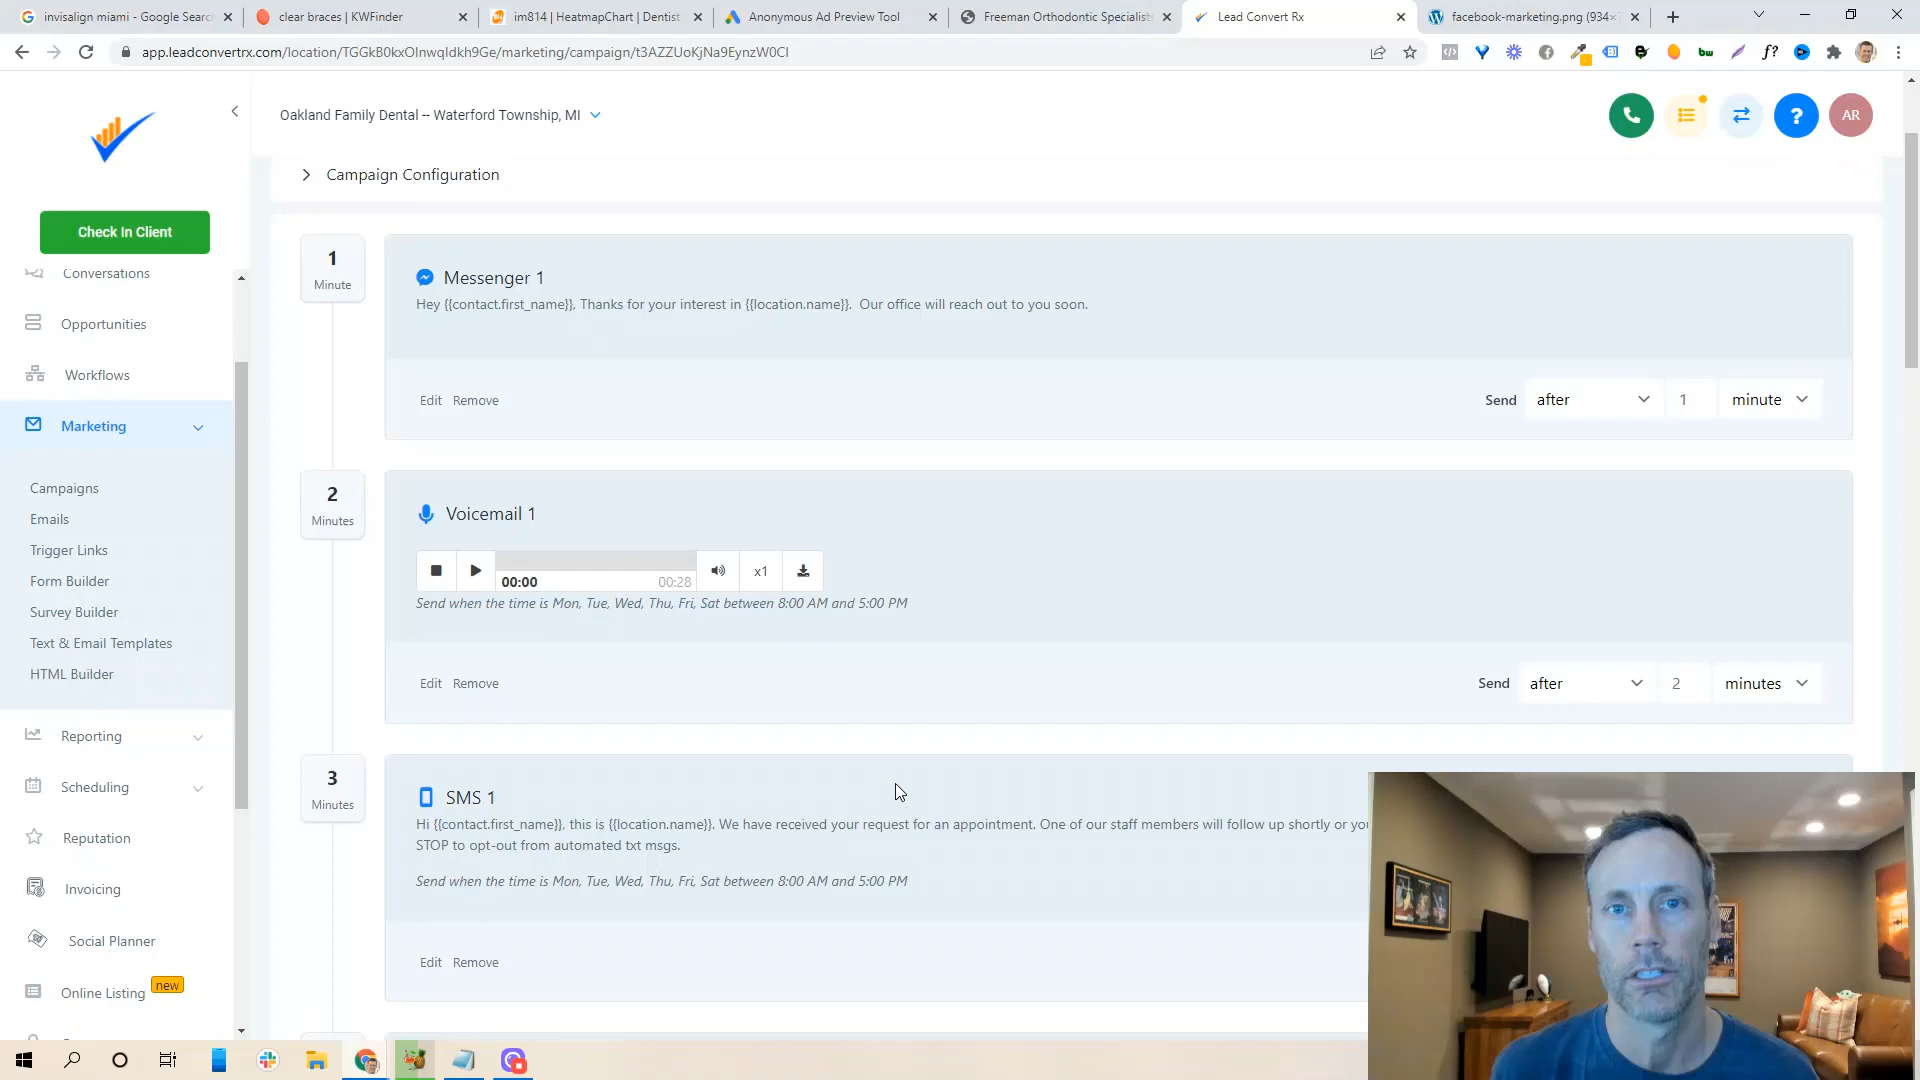 invisalign miami - Google Searc
clear braces | KWFinder
im814 | HeatmapChart | Dentist
Anonymous Ad Preview Tool
Freeman Orthodontic Specialist
Lead Convert Rx
facebook-marketing.png (934×
app.leadconvertrx.com/location/TGGkB0kxOInwqIdkh9Ge/marketing/campaign/t3AZZUoKjNa9EynzW0CI
bw
f?
Oakland Family Dental -- Waterford Township, MI
?
AR
Check In Client
Conversations
Opportunities
Workflows
Marketing
Campaigns
Emails
Trigger Links
Form Builder
Survey Builder
Text & Email Templates
HTML Builder
Reporting
Scheduling
Reputation
Invoicing
Social Planner
Online Listing
new
Campaign Configuration
1
Minute
Messenger 1
Hey {{contact.first_name}}, Thanks for your interest in {{location.name}}.  Our office will reach out to you soon.
Edit Remove
Send after 1 minute
2
Minutes
Voicemail 1
00:00 00:28 x1
Send when the time is Mon, Tue, Wed, Thu, Fri, Sat between 8:00 AM and 5:00 PM
Edit Remove
Send after 2 minutes
3
Minutes
SMS 1
Hi {{contact.first_name}}, this is {{location.name}}. We have received your request for an appointment. One of our staff members will follow up shortly or you
STOP to opt-out from automated txt msgs.
Send when the time is Mon, Tue, Wed, Thu, Fri, Sat between 8:00 AM and 5:00 PM
Edit Remove